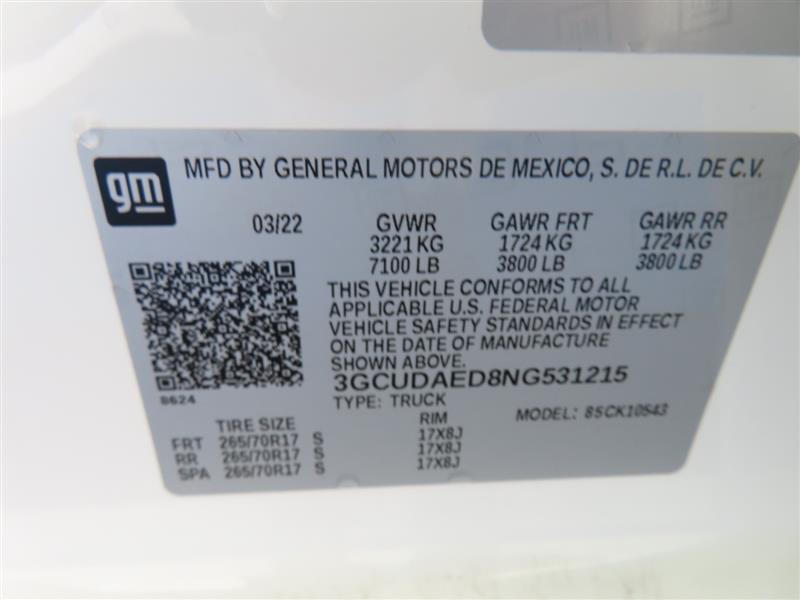 gm
MFD BY GENERAL MOTORS DE MEXICO, S. DE R.L. DE C.V.
03/22 GVWR GAWR FRT GAWR RR
3221 KG 1724 KG 1724 KG
7100 LB 3800 LB 3800 LB
THIS VEHICLE CONFORMS TO ALL
APPLICABLE U.S. FEDERAL MOTOR
VEHICLE SAFETY STANDARDS IN EFFECT
ON THE DATE OF MANUFACTURE
SHOWN ABOVE.
3GCUDAED8NG531215
8624
TYPE: TRUCK
MODEL: 85CK10543
TIRE SIZE RIM
FRT 265/70R17 S 17X8J
RR 265/70R17 S 17X8J
SPA 265/70R17 S 17X8J